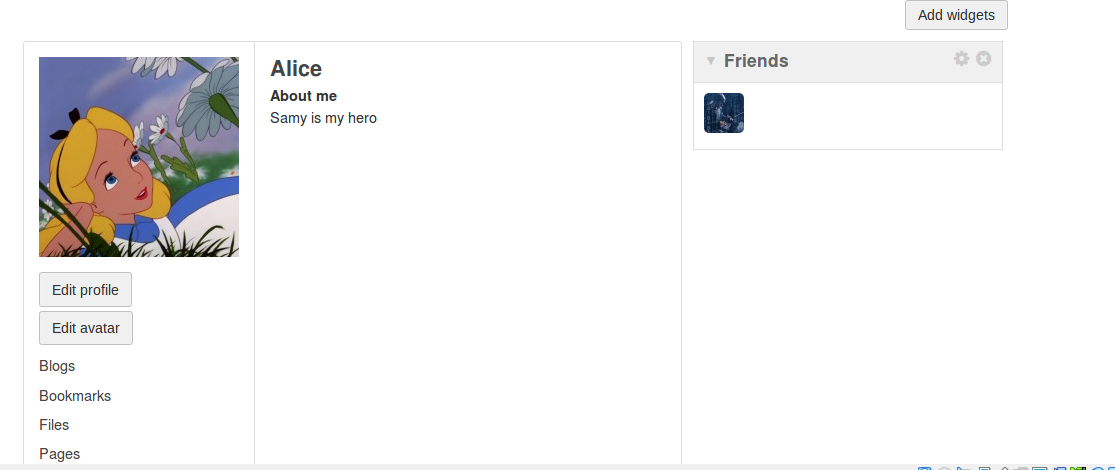 Add widgets
Alice
About me
Samy is my hero
Edit profile
Edit avatar
Blogs
Bookmarks
Files
Pages
Friends